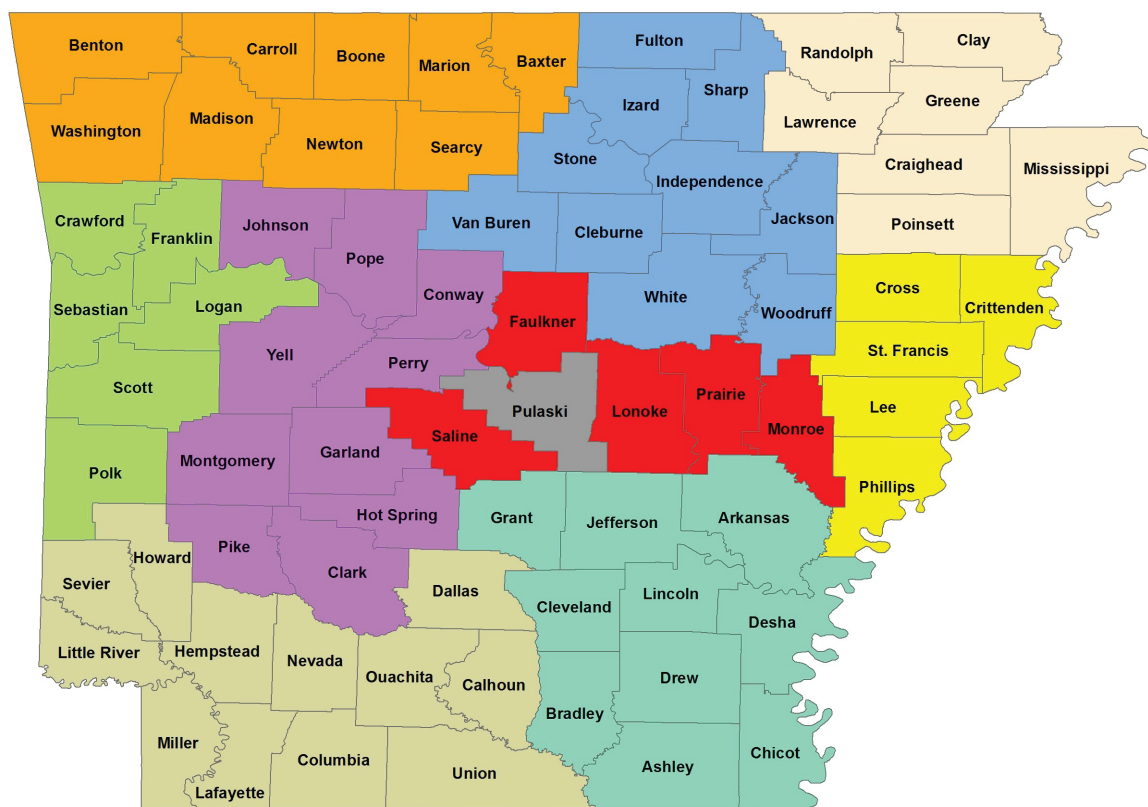 Benton
Carroll
Boone
Marion
Baxter
Fulton
Randolph
Clay
Sharp
Izard
Greene
Washington
Madison
Newton
Searcy
Lawrence
Stone
Independence
Craighead
Mississippi
Crawford
Franklin
Johnson
Pope
Van Buren
Cleburne
Jackson
Poinsett
Sebastian
Logan
Conway
Faulkner
White
Woodruff
Cross
Crittenden
Scott
Yell
Perry
St. Francis
Pulaski
Lonoke
Prairie
Lee
Saline
Monroe
Polk
Montgomery
Garland
Phillips
Hot Spring
Grant
Jefferson
Arkansas
Howard
Pike
Clark
Sevier
Dallas
Cleveland
Lincoln
Desha
Little River
Hempstead
Nevada
Ouachita
Calhoun
Drew
Bradley
Miller
Lafayette
Columbia
Union
Ashley
Chicot